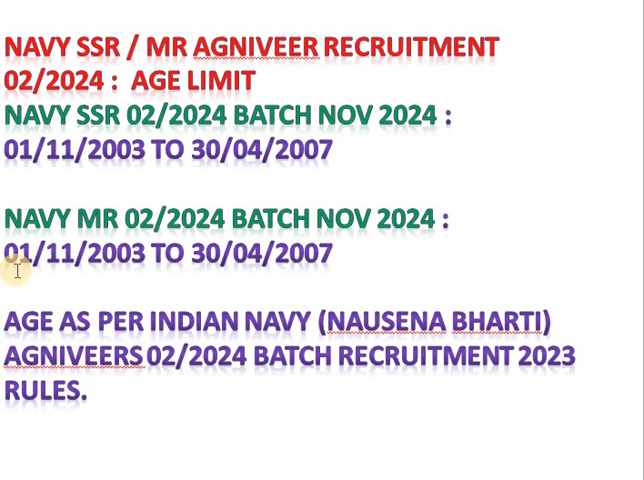 NAVY SSR / MR AGNIVEER RECRUITMENT
02/2024 : AGE LIMIT
NAVY SSR 02/2024 BATCH NOV 2024 :
01/11/2003 TO 30/04/2007
NAVY MR 02/2024 BATCH NOV 2024 :
01/11/2003 TO 30/04/2007
AGE AS PER INDIAN NAVY (NAUSENA BHARTI)
AGNIVEERS 02/2024 BATCH RECRUITMENT 2023
RULES.